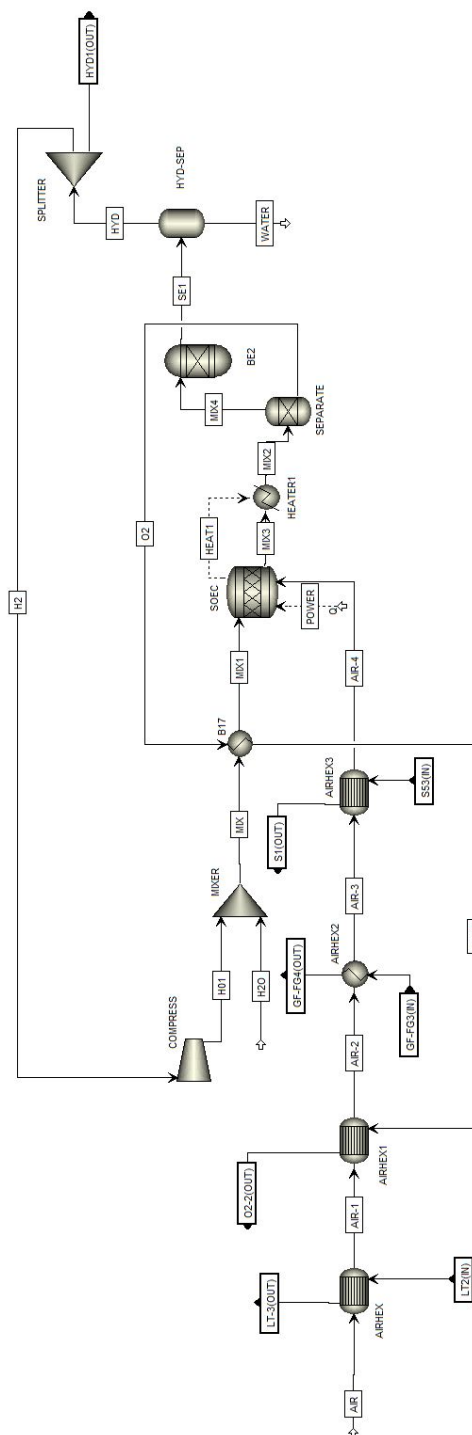 HYD1(OUT)
SPLITTER
HYD-SEP
HYD
WATER
SE1
BE2
MIX4
SEPARATE
O2
MIX2
HEATER1
HEAT1
MIX3
H2
SOEC
POWER
Q
MIX1
AIR-4
B17
AIRHEX3
S53(IN)
S1(OUT)
MIX
MIXER
AIR-3
H01
H2O
AIRHEX2
GF-FG4(OUT)
GF-FG3(IN)
COMPRESS
AIR-2
AIRHEX1
O2-2(OUT)
AIR-1
LT-3(OUT)
AIRHEX
LT2(IN)
AIR